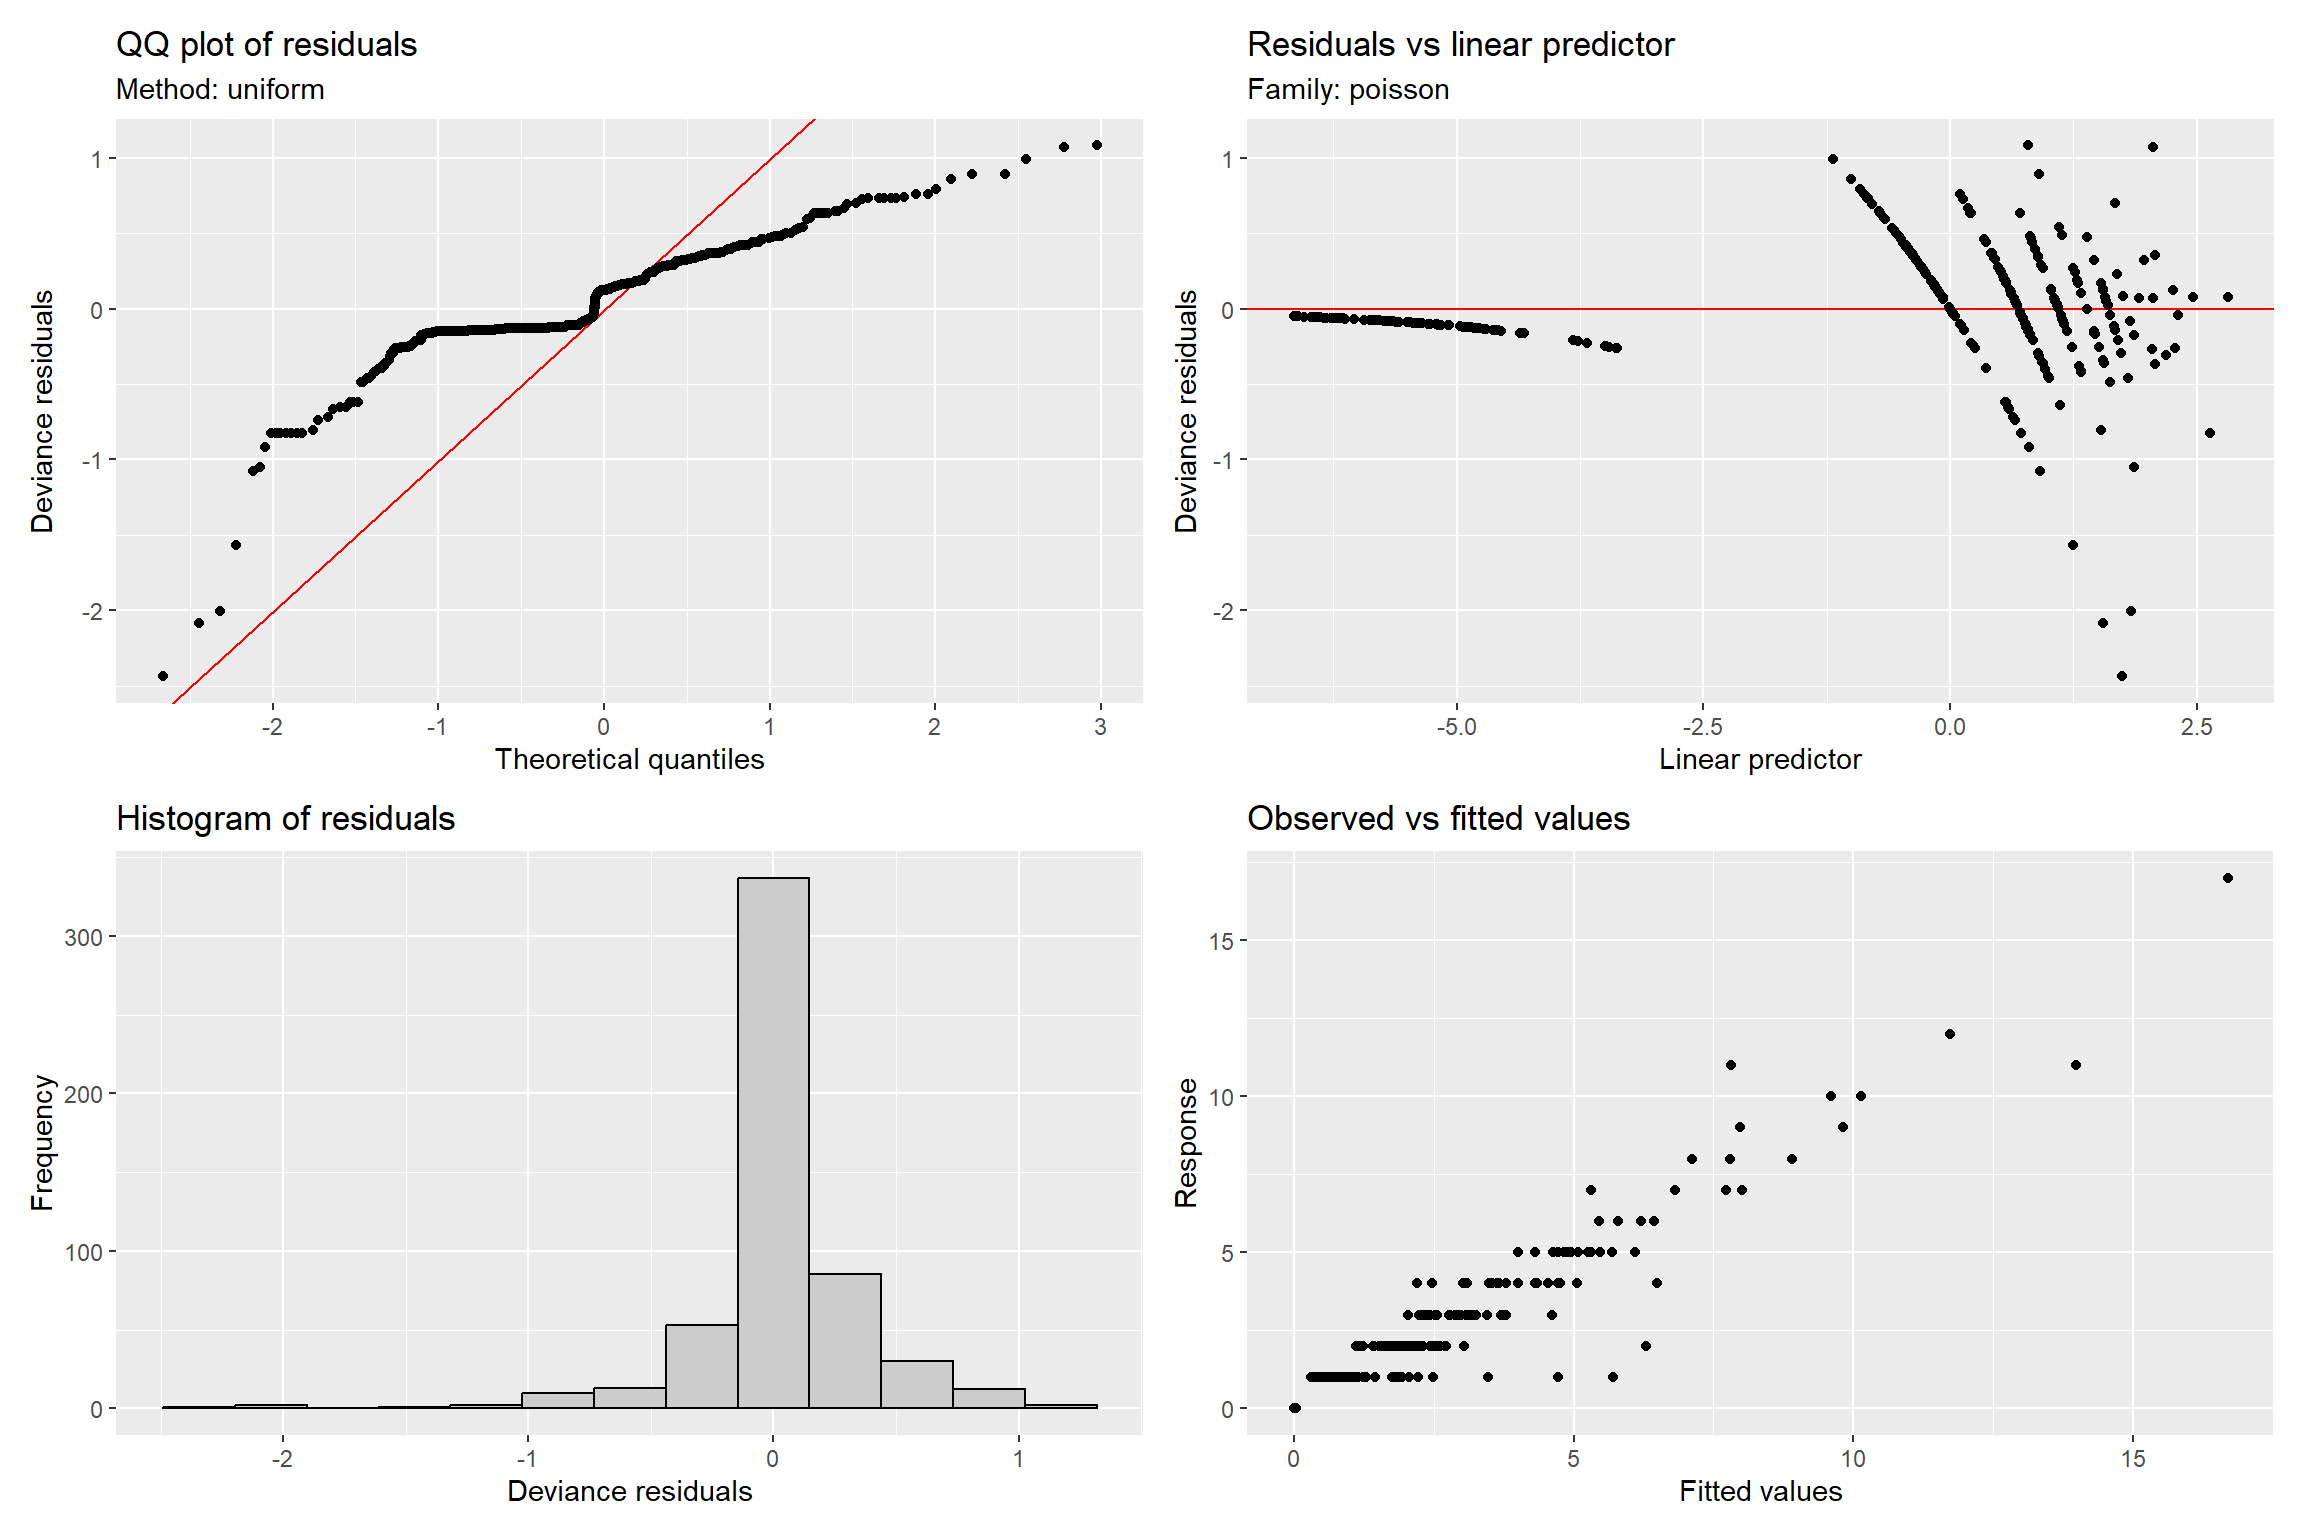 QQ plot of residuals
Method: uniform
1
0
-1
-2
Deviance residuals
-2
-1
0
1
2
3
Theoretical quantiles
Residuals vs linear predictor
Family: poisson
1
0
-1
-2
Deviance residuals
-5.0
-2.5
0.0
2.5
Linear predictor
Histogram of residuals
300
200
100
0
Frequency
-2
-1
0
1
Deviance residuals
Observed vs fitted values
15
10
5
0
Response
0
5
10
15
Fitted values